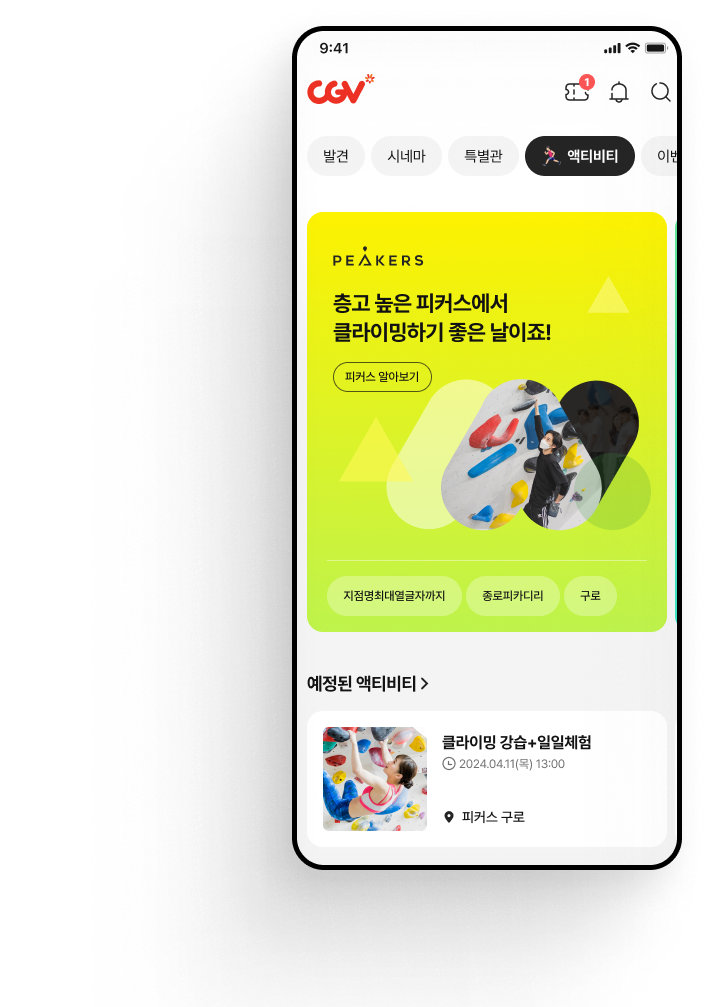 9:41
CGV
1
발견
시네마
특별관
액티비티
이벤
PEAKERS
층고 높은 피커스에서
클라이밍하기 좋은 날이죠!
피커스 알아보기
지점명최대열글자까지
종로피카디리
구로
예정된 액티비티
클라이밍 강습+일일체험
2024.04.11(목) 13:00
피커스 구로